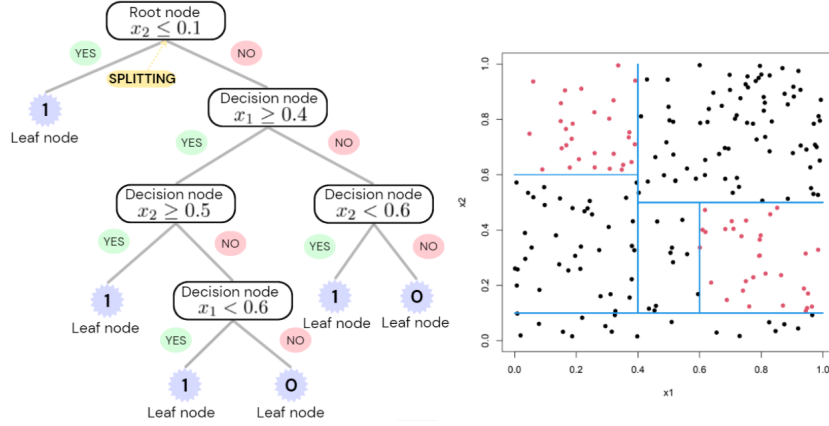 Root node
x₂ ≤ 0.1
YES
NO
SPLITTING
1
Leaf node
Decision node
x₁ ≥ 0.4
YES
NO
Decision node
x₂ ≥ 0.5
Decision node
x₂ < 0.6
YES
NO
YES
NO
1
Leaf node
Decision node
x₁ < 0.6
1
Leaf node
0
Leaf node
YES
NO
1
Leaf node
0
Leaf node
1.0
0.8
0.6
0.4
0.2
0.0
x2
0.0 0.2 0.4 0.6 0.8 1.0
x1